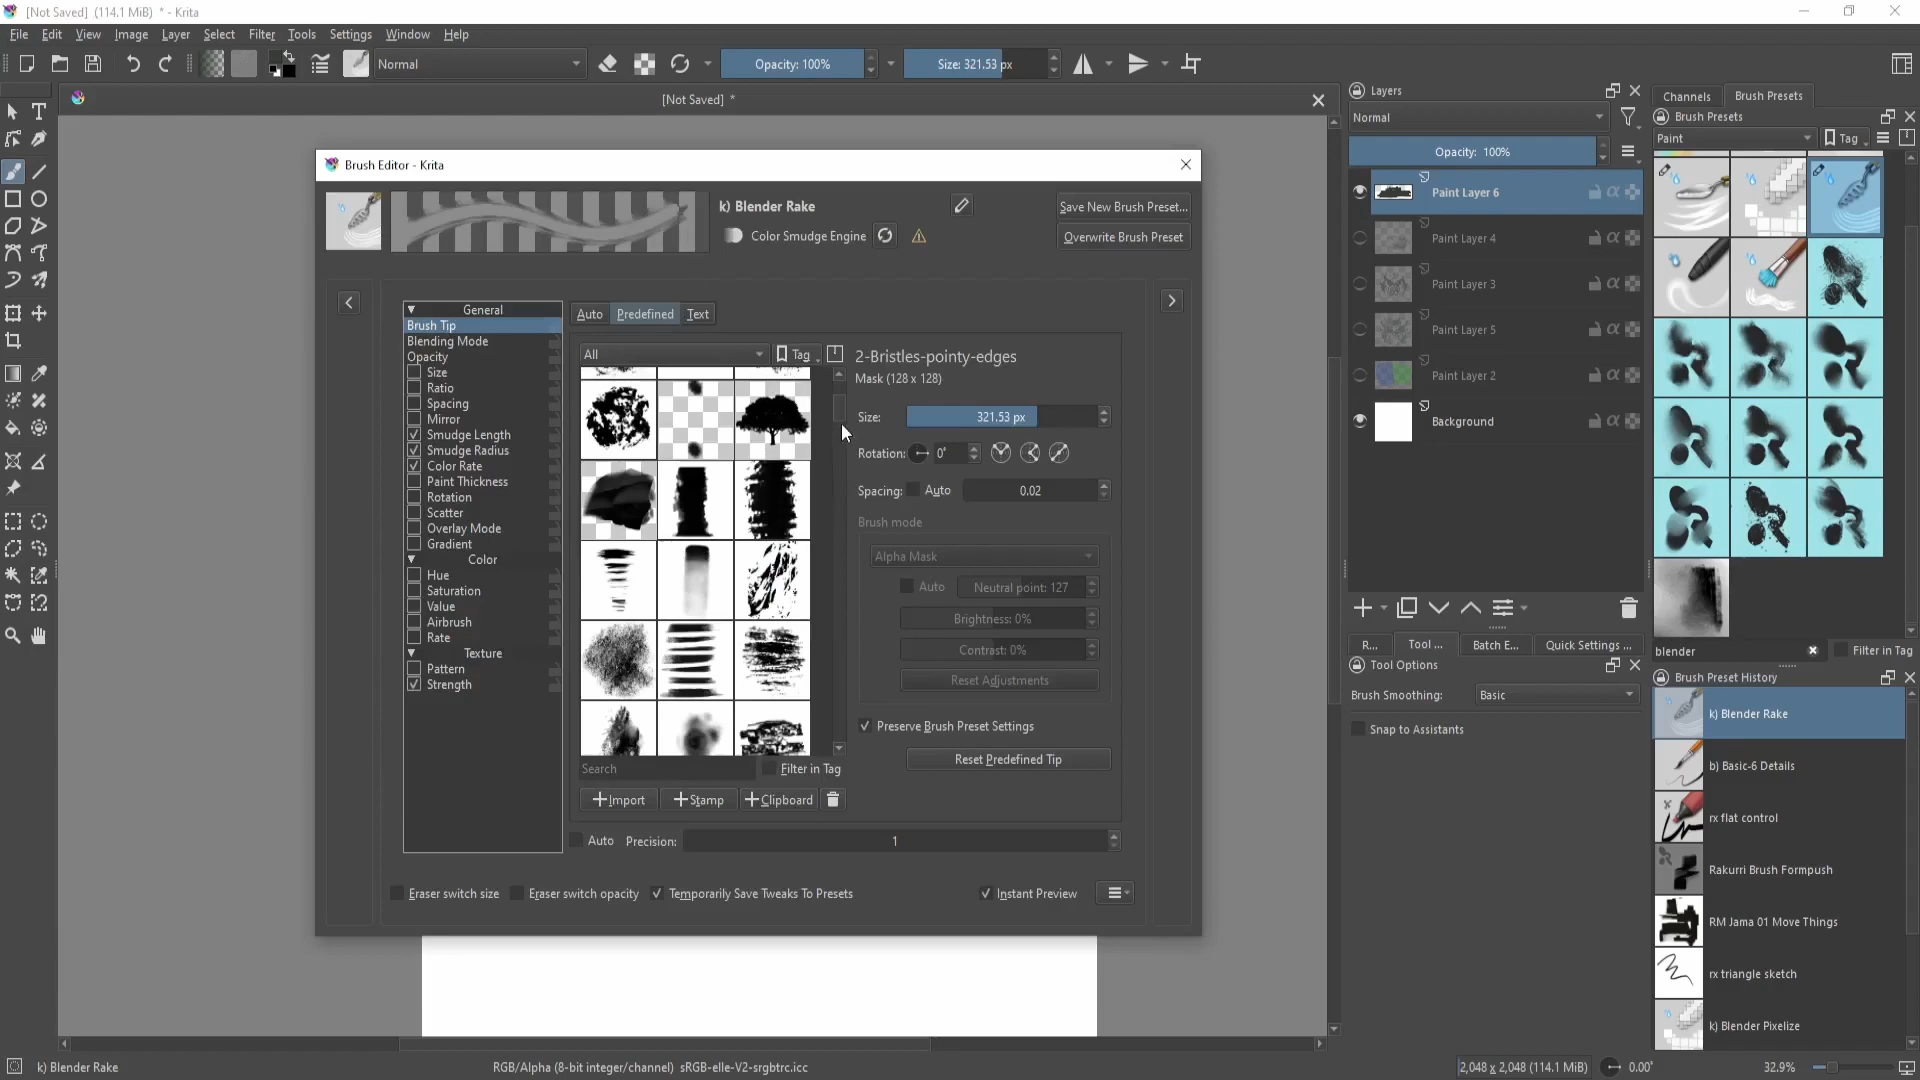 [Not Saved] (114.1 MiB) * - Krita
File Edit View Image Layer Select Filter Tools Settings Window Help
Normal Opacity: 100% Size: 321.53 px
[Not Saved] *
Brush Editor - Krita
k) Blender Rake
Color Smudge Engine
Save New Brush Preset...
Overwrite Brush Preset
General
Brush Tip
Blending Mode
Opacity
Size
Ratio
Spacing
Mirror
Smudge Length
Smudge Radius
Color Rate
Paint Thickness
Rotation
Scatter
Overlay Mode
Gradient
Color
Hue
Saturation
Value
Airbrush
Rate
Texture
Pattern
Strength
Auto Predefined Text
All Tag
2-Bristles-pointy-edges
Mask (128 x 128)
Size: 321.53 px
Rotation: 0°
Spacing: Auto 0.02
Brush mode
Alpha Mask
Auto Neutral point: 127
Brightness: 0%
Contrast: 0%
Reset Adjustments
Preserve Brush Preset Settings
Reset Predefined Tip
Search Filter in Tag
Import Stamp Clipboard
Auto Precision: 1
Eraser switch size Eraser switch opacity Temporarily Save Tweaks To Presets Instant Preview
Layers
Normal
Opacity: 100%
Paint Layer 6
Paint Layer 4
Paint Layer 3
Paint Layer 5
Paint Layer 2
Background
R... Tool ... Batch E... Quick Settings ...
Tool Options
Brush Smoothing: Basic
Snap to Assistants
Channels Brush Presets
Brush Presets
Paint Tag
blender Filter in Tag
Brush Preset History
k) Blender Rake
b) Basic-6 Details
rx flat control
Rakurri Brush Formpush
RM Jama 01 Move Things
rx triangle sketch
k) Blender Pixelize
k) Blender Rake RGB/Alpha (8-bit integer/channel) sRGB-elle-V2-srgbtrc.icc 2,048 x 2,048 (114.1 MiB) 0.00° 32.9%